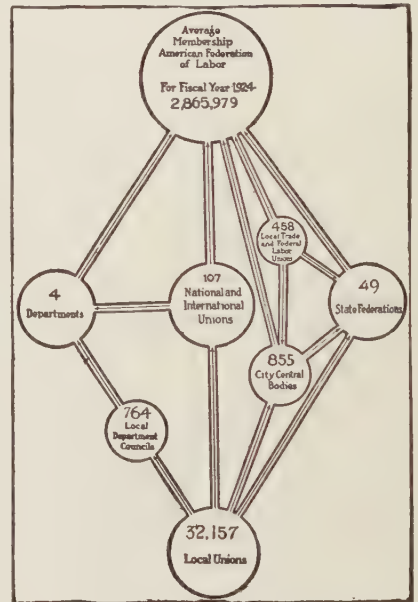 Average
Membership
American Federation
of Labor
For Fiscal Year 1924-
2,865,979
458
Local Trade
and Federal
Labor
Unions
4
Departments
107
National and
International
Unions
49
State Federations
855
City Central
Bodies
764
Local
Department
Councils
32,157
Local Unions